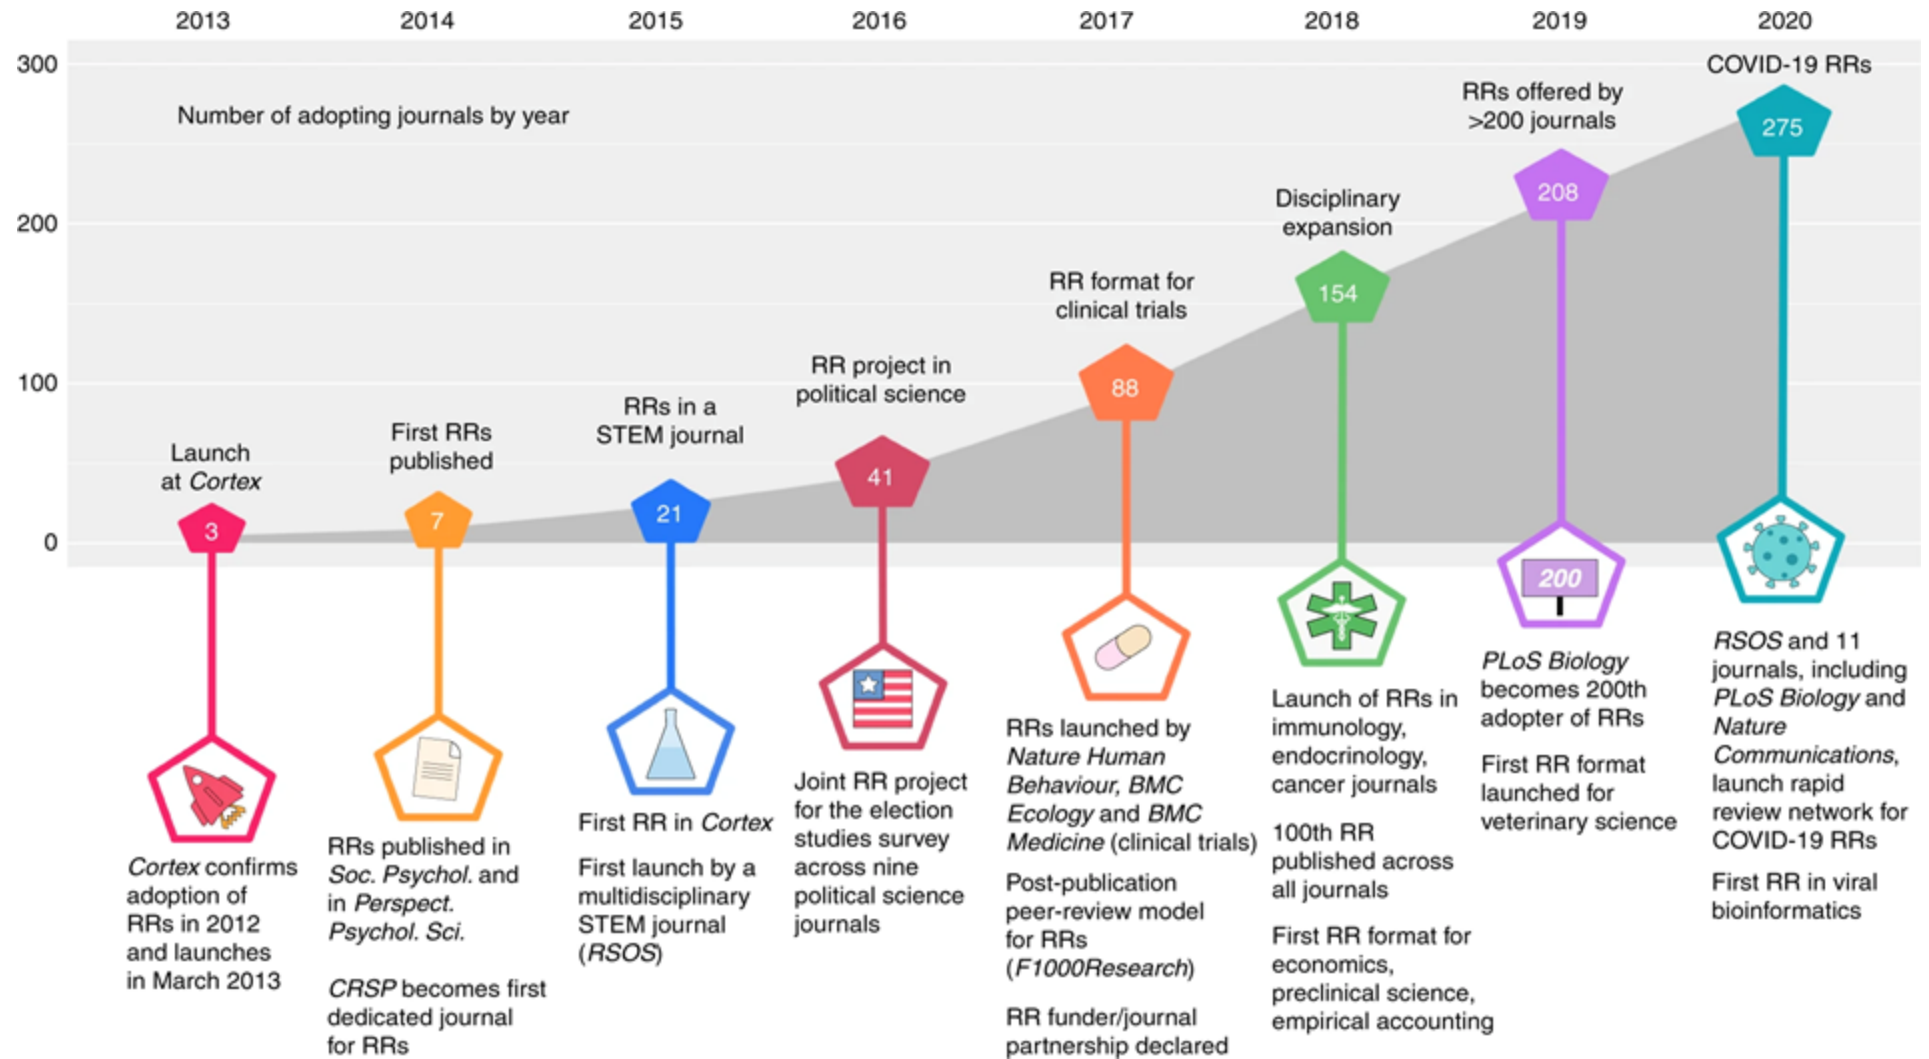 2013 2014 2015 2016 2017 2018 2019 2020
300
200
100
0
Number of adopting journals by year
Launch
at Cortex
3
Cortex confirms
adoption of
RRs in 2012
and launches
in March 2013
First RRs
published
7
RRs published in
Soc. Psychol. and
in Perspect.
Psychol. Sci.
CRSP becomes first
dedicated journal
for RRs
RRs in a
STEM journal
21
First RR in Cortex
First launch by a
multidisciplinary
STEM journal
(RSOS)
RR project in
political science
41
Joint RR project
for the election
studies survey
across nine
political science
journals
RR format for
clinical trials
88
RRs launched by
Nature Human
Behaviour, BMC
Ecology and BMC
Medicine (clinical trials)
Post-publication
peer-review model
for RRs
(F1000Research)
RR funder/journal
partnership declared
Disciplinary
expansion
154
Launch of RRs in
immunology,
endocrinology,
cancer journals
100th RR
published across
all journals
First RR format for
economics,
preclinical science,
empirical accounting
RRs offered by
>200 journals
208
200
PLoS Biology
becomes 200th
adopter of RRs
First RR format
launched for
veterinary science
COVID-19 RRs
275
RSOS and 11
journals, including
PLoS Biology and
Nature
Communications,
launch rapid
review network for
COVID-19 RRs
First RR in viral
bioinformatics